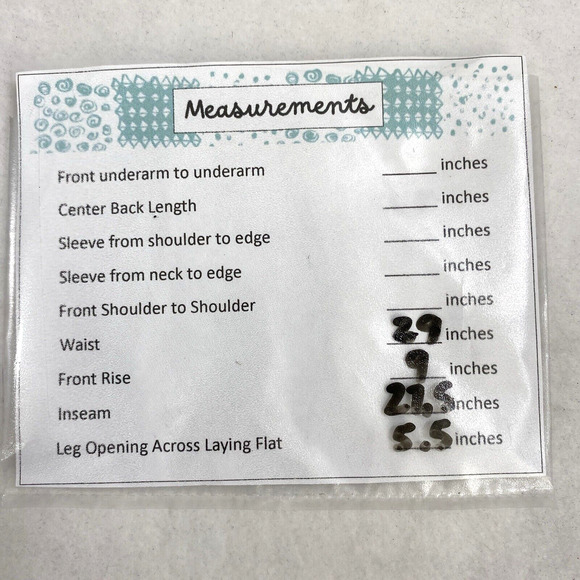 Measurements
Front underarm to underarm ______ inches
Center Back Length ______ inches
Sleeve from shoulder to edge ______ inches
Sleeve from neck to edge ______ inches
Front Shoulder to Shoulder ______ inches
Waist 29 inches
Front Rise 9 inches
Inseam 27.5 inches
Leg Opening Across Laying Flat 5.5 inches